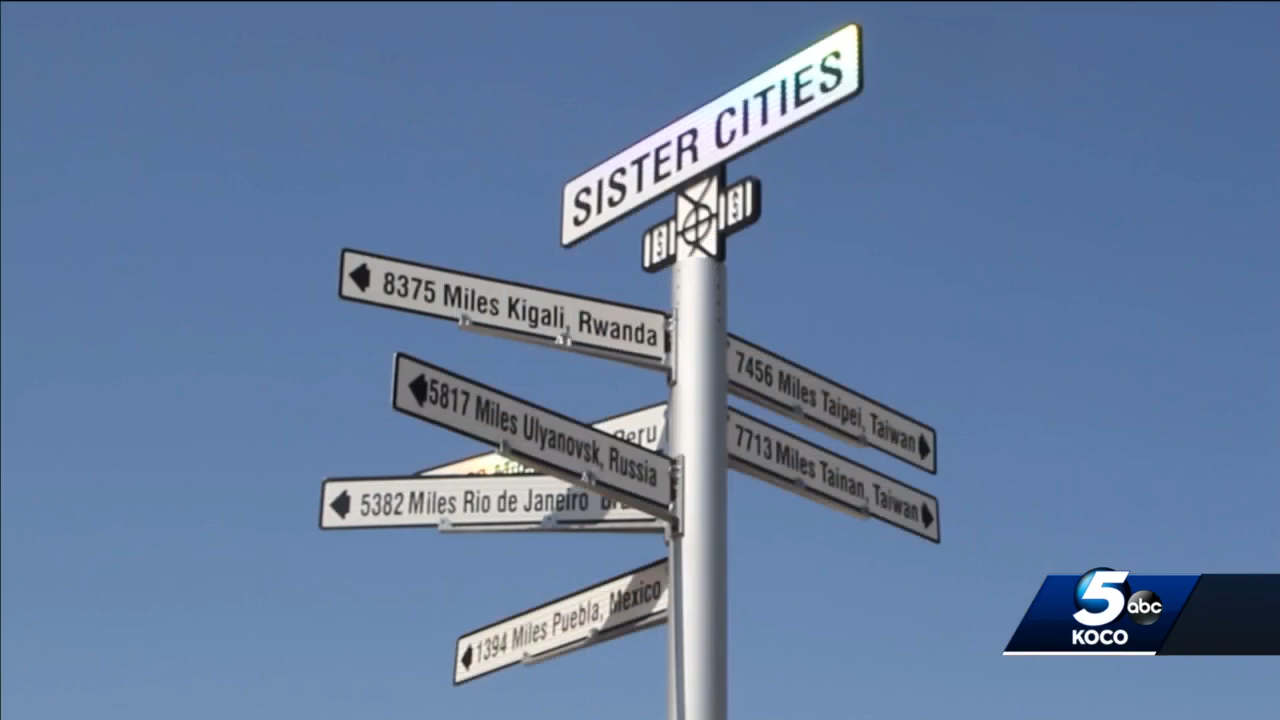 SISTER CITIES
8375 Miles Kigali, Rwanda
7456 Miles Taipei, Taiwan
5817 Miles Ulyanovsk, Russia
Peru
7713 Miles Tainan, Taiwan
5382 Miles Rio de Janeiro
1394 Miles Puebla, Mexico
5 abc
KOCO